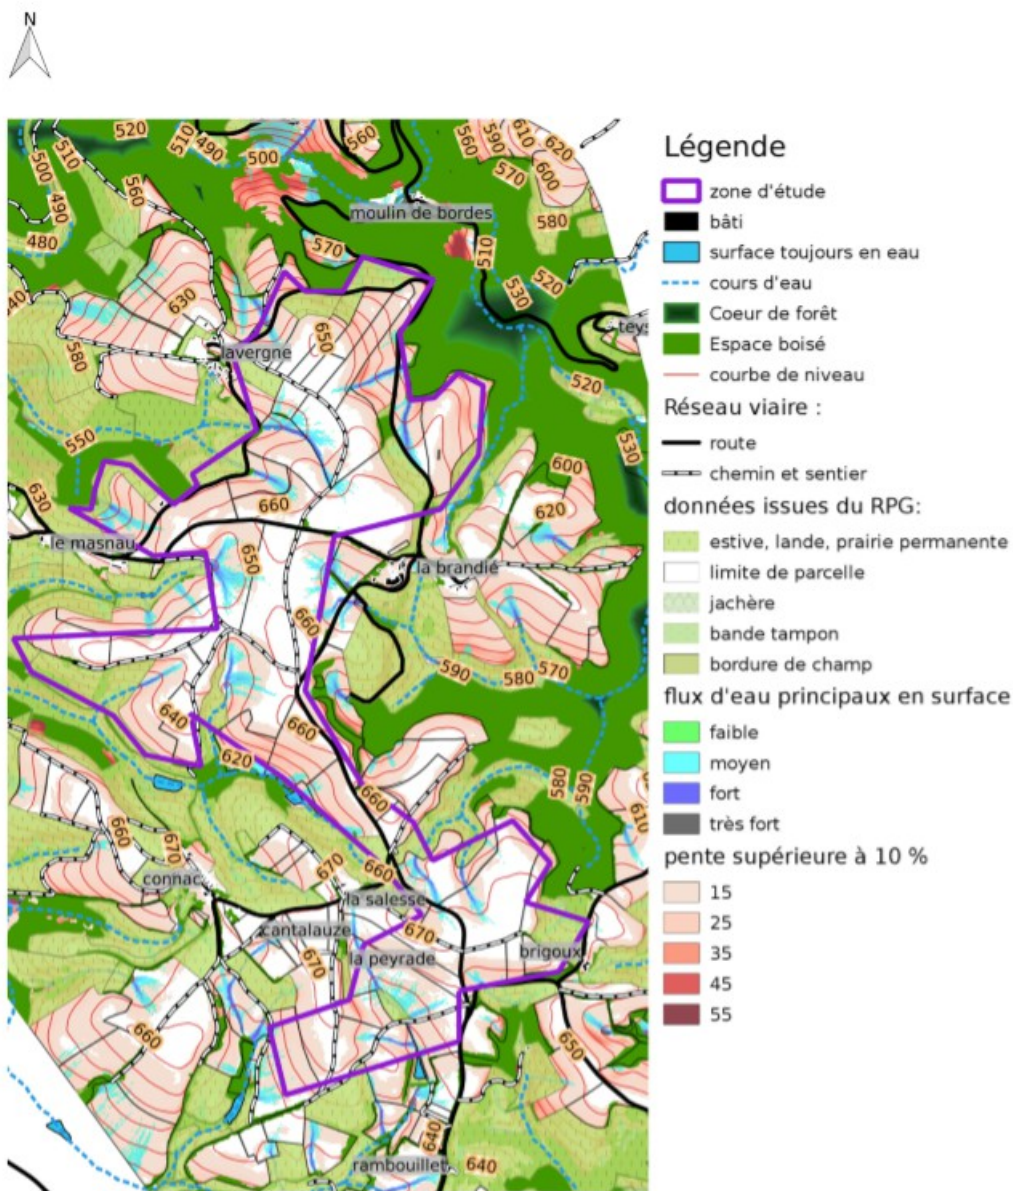 N
520
510
490
500
560
560
590
610
620
510
500
490
480
560
570
600
580
moulin de bordes
570
510
520
530
630
580
lavergne
650
520
550
530
600
620
660
630
le masnau
650
la brandié
660
590
580
570
640
660
620
580
590
660
610
660
670
connac
670
660
la salesse
cantalauze
670
la peyrade
brigoux
670
660
650
640
rambouillet
640
Légende
zone d'étude
bâti
surface toujours en eau
cours d'eau
Coeur de forêt
Espace boisé
courbe de niveau
Réseau viaire :
route
chemin et sentier
données issues du RPG:
estive, lande, prairie permanente
limite de parcelle
jachère
bande tampon
bordure de champ
flux d'eau principaux en surface
faible
moyen
fort
très fort
pente supérieure à 10 %
15
25
35
45
55